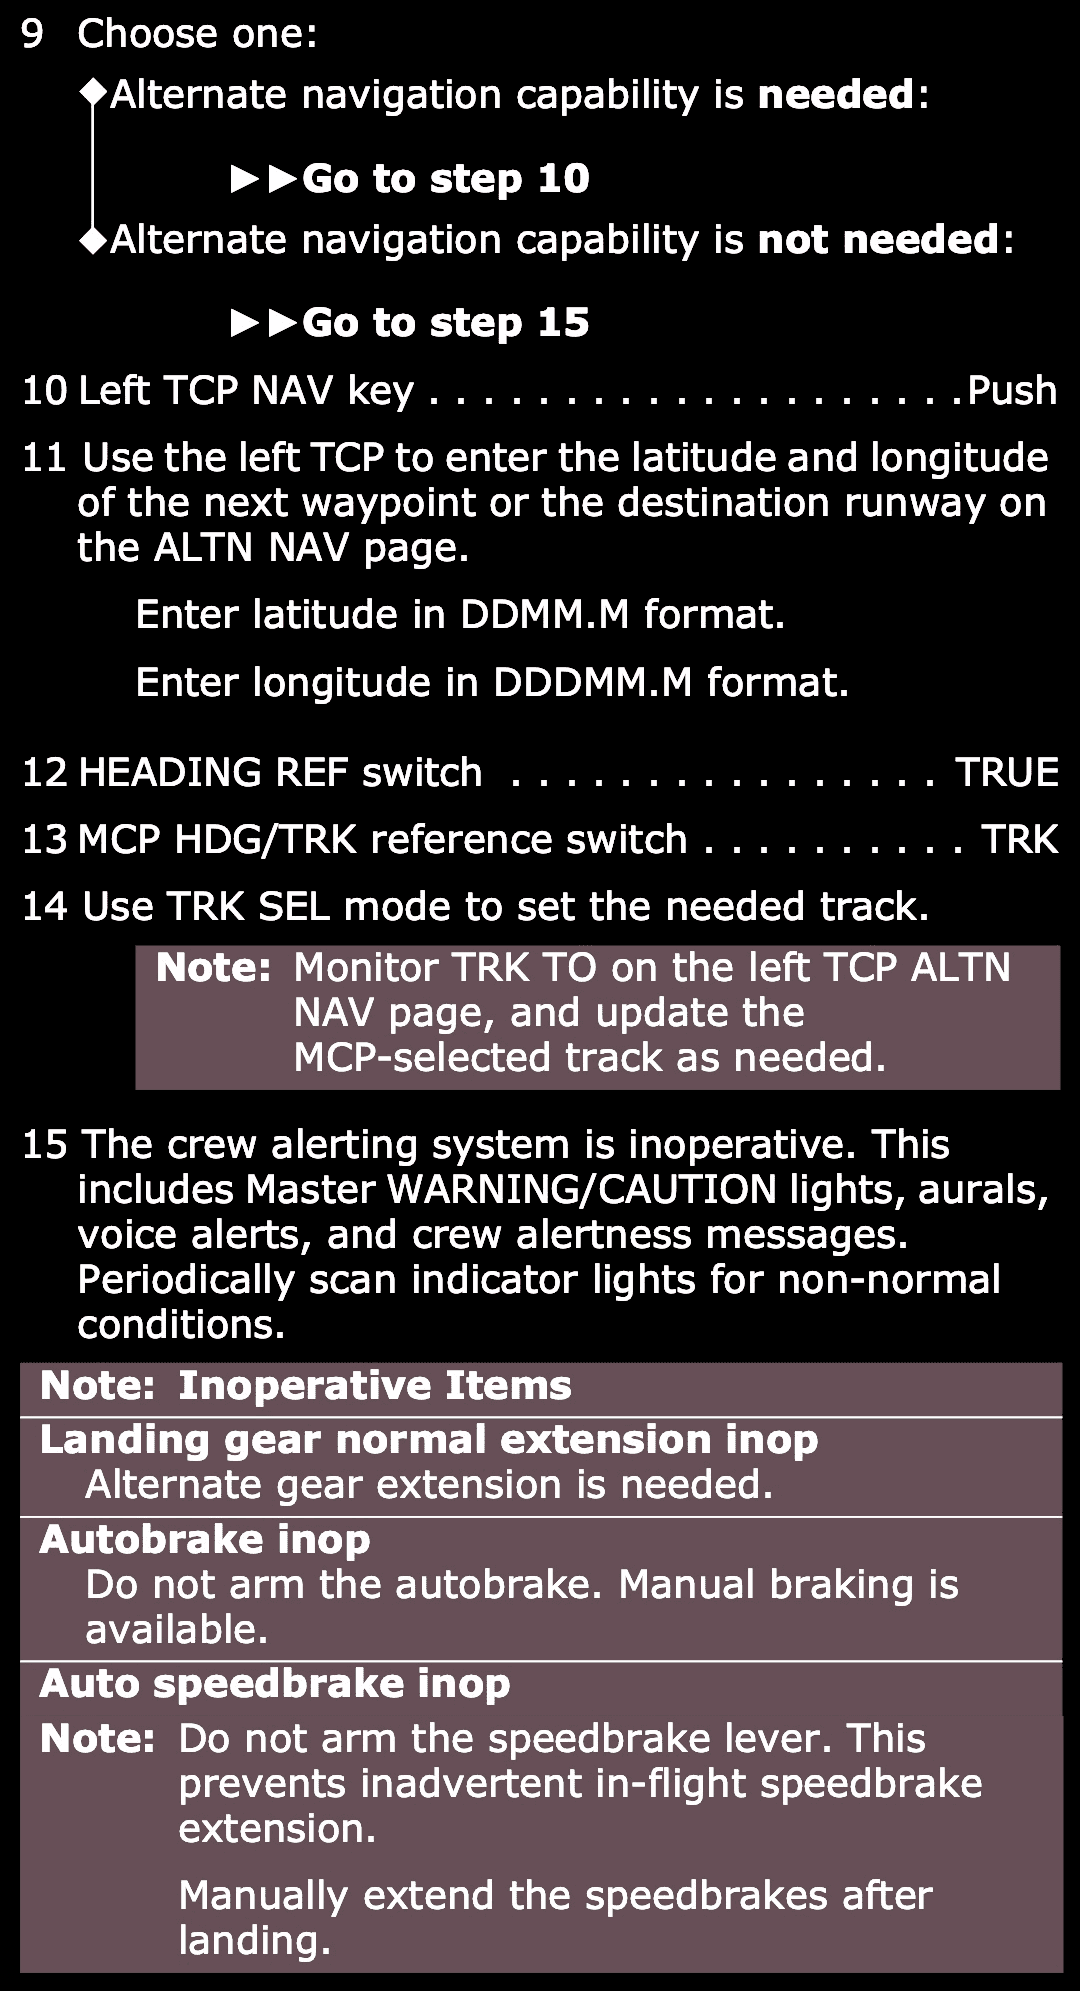 9 Choose one:
◆Alternate navigation capability is needed:
►►Go to step 10
◆Alternate navigation capability is not needed:
►►Go to step 15
10 Left TCP NAV key . . . . . . . . . . . . . . . . . . . .Push
11 Use the left TCP to enter the latitude and longitude
of the next waypoint or the destination runway on
the ALTN NAV page.
Enter latitude in DDMM.M format.
Enter longitude in DDDMM.M format.
12 HEADING REF switch . . . . . . . . . . . . . . . . TRUE
13 MCP HDG/TRK reference switch . . . . . . . . . . TRK
14 Use TRK SEL mode to set the needed track.
Note: Monitor TRK TO on the left TCP ALTN
NAV page, and update the
MCP-selected track as needed.
15 The crew alerting system is inoperative. This
includes Master WARNING/CAUTION lights, aurals,
voice alerts, and crew alertness messages.
Periodically scan indicator lights for non-normal
conditions.
Note: Inoperative Items
Landing gear normal extension inop
Alternate gear extension is needed.
Autobrake inop
Do not arm the autobrake. Manual braking is
available.
Auto speedbrake inop
Note: Do not arm the speedbrake lever. This
prevents inadvertent in-flight speedbrake
extension.
Manually extend the speedbrakes after
landing.